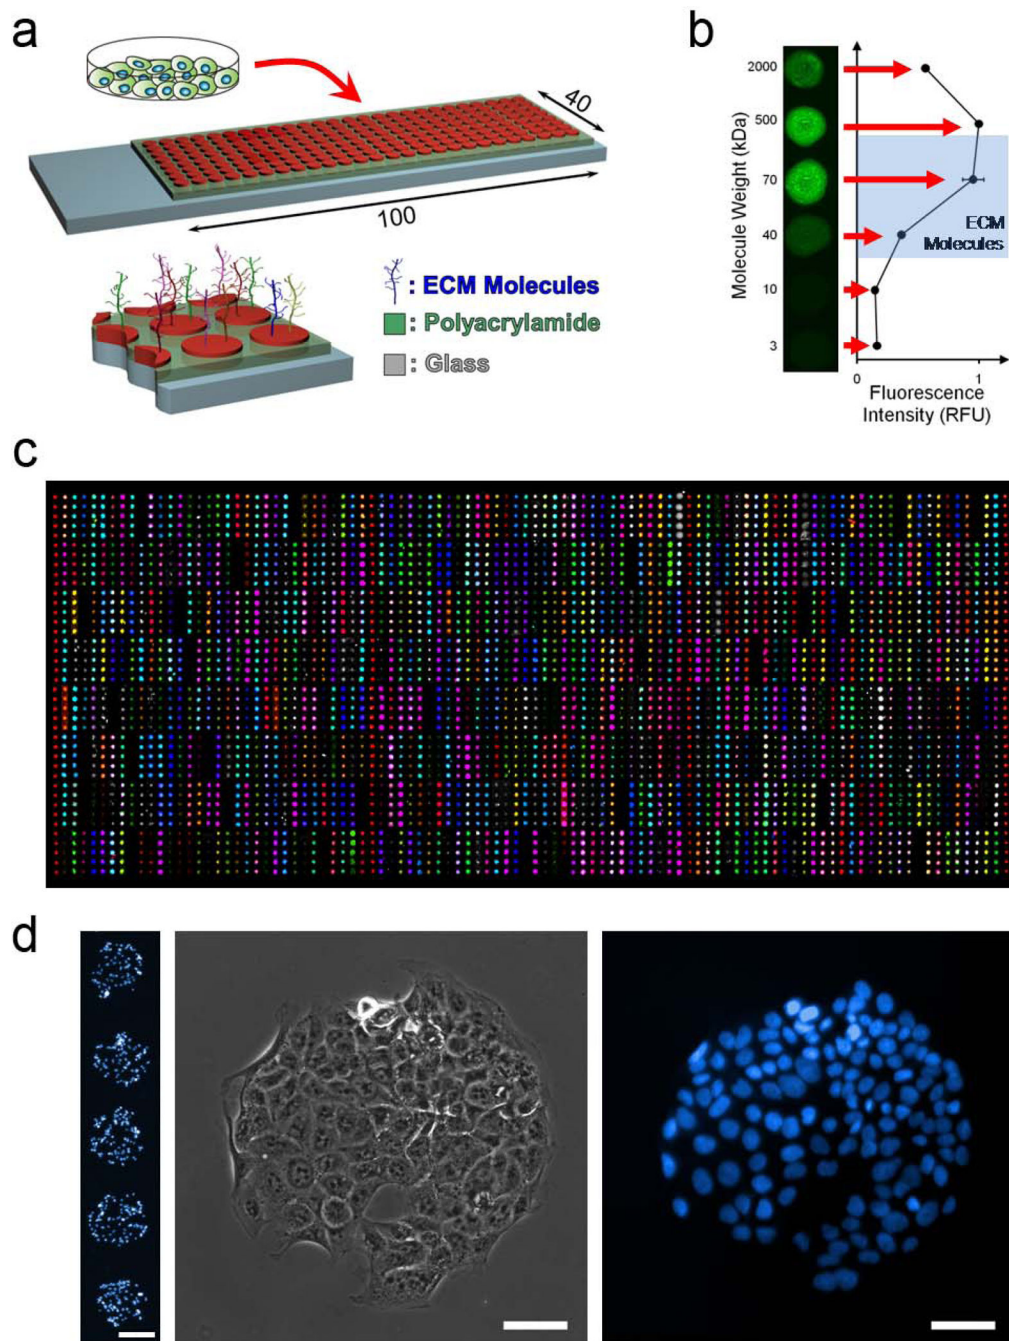 a
40
100
: ECM Molecules
: Polyacrylamide
: Glass
b
Molecule Weight (kDa)
2000
500
70
40
10
3
ECM
Molecules
0
1
Fluorescence
Intensity (RFU)
c
d